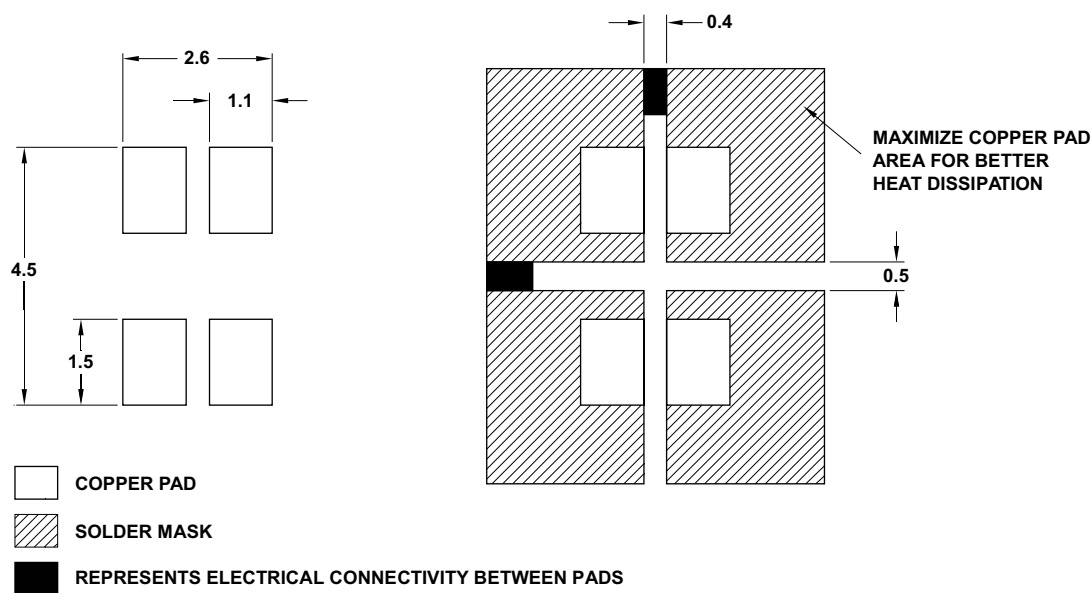 0.4
2.6
1.1
MAXIMIZE COPPER PAD
AREA FOR BETTER
HEAT DISSIPATION
4.5
0.5
1.5
COPPER PAD
SOLDER MASK
REPRESENTS ELECTRICAL CONNECTIVITY BETWEEN PADS